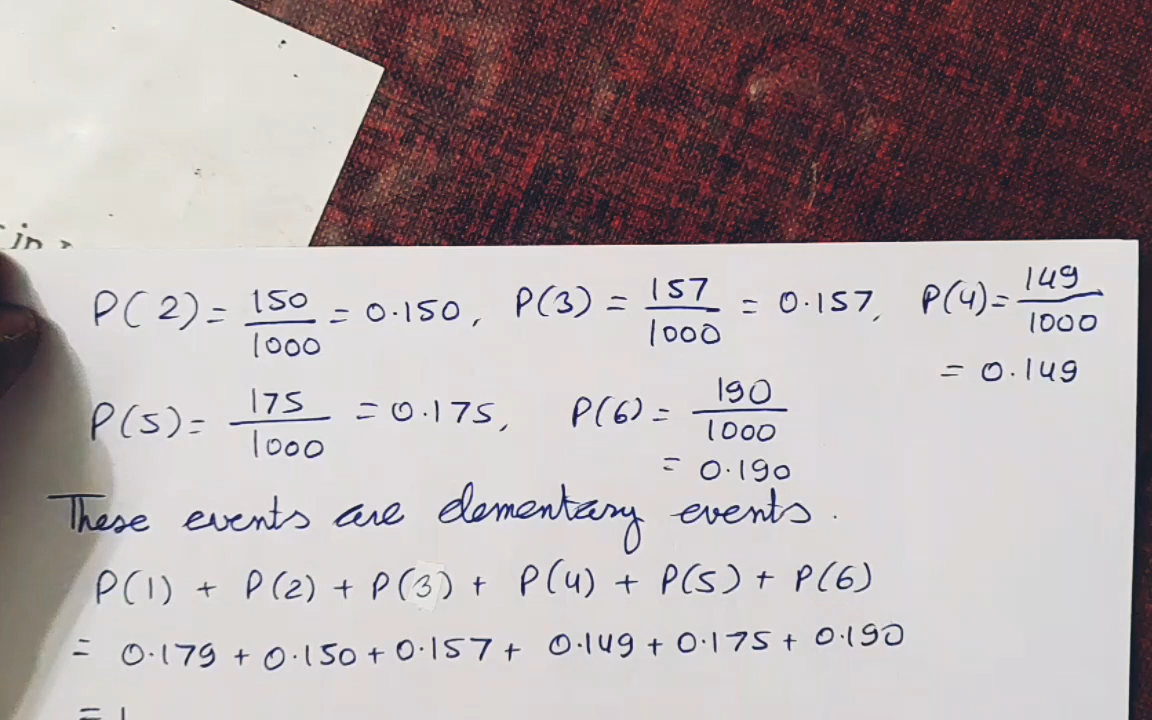 in
P(2) = 150/1000 = 0.150, P(3) = 157/1000 = 0.157, P(4) = 149/1000
= 0.149
P(5) = 175/1000 = 0.175, P(6) = 190/1000
= 0.190
These events are elementary events.
P(1) + P(2) + P(3) + P(4) + P(5) + P(6)
= 0.179 + 0.150 + 0.157 + 0.149 + 0.175 + 0.190
= 1